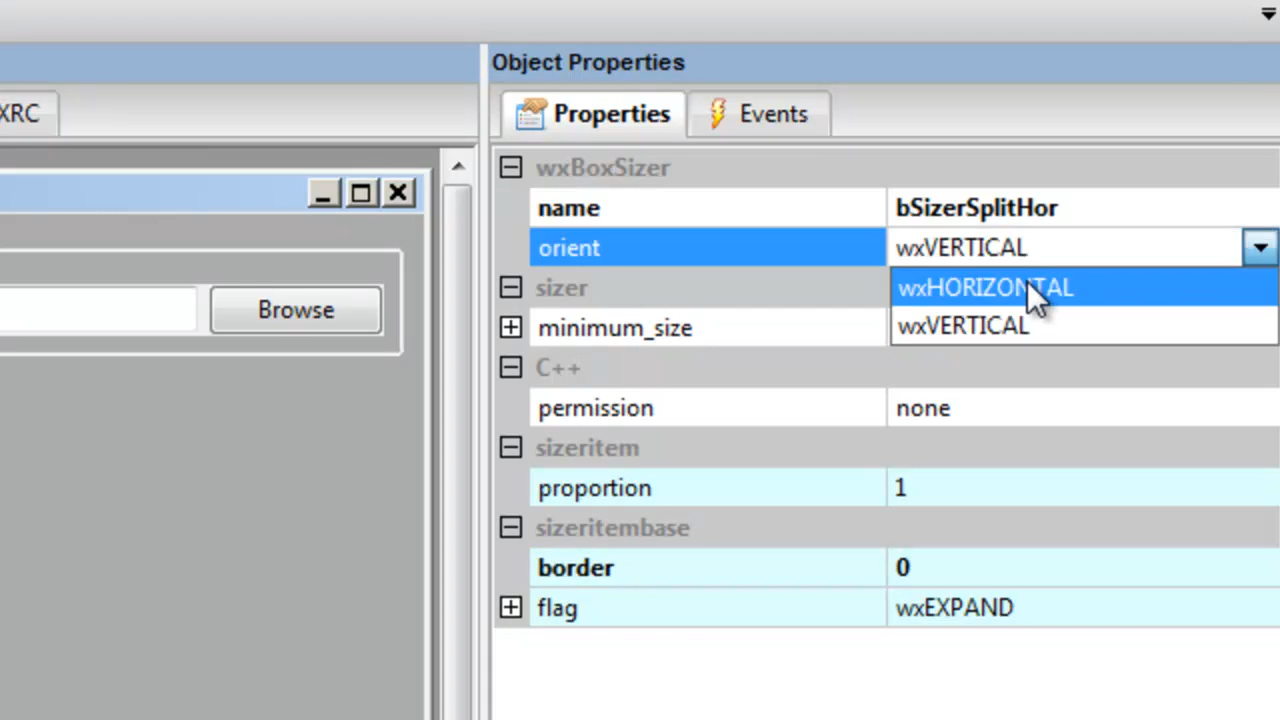 Object Properties
XRC
Properties
Events
wxBoxSizer
name bSizerSplitHor
orient wxVERTICAL
sizer wxHORIZONTAL
minimum_size wxVERTICAL
C++
Browse
permission none
sizeritem
proportion 1
sizeritembase
border 0
flag wxEXPAND